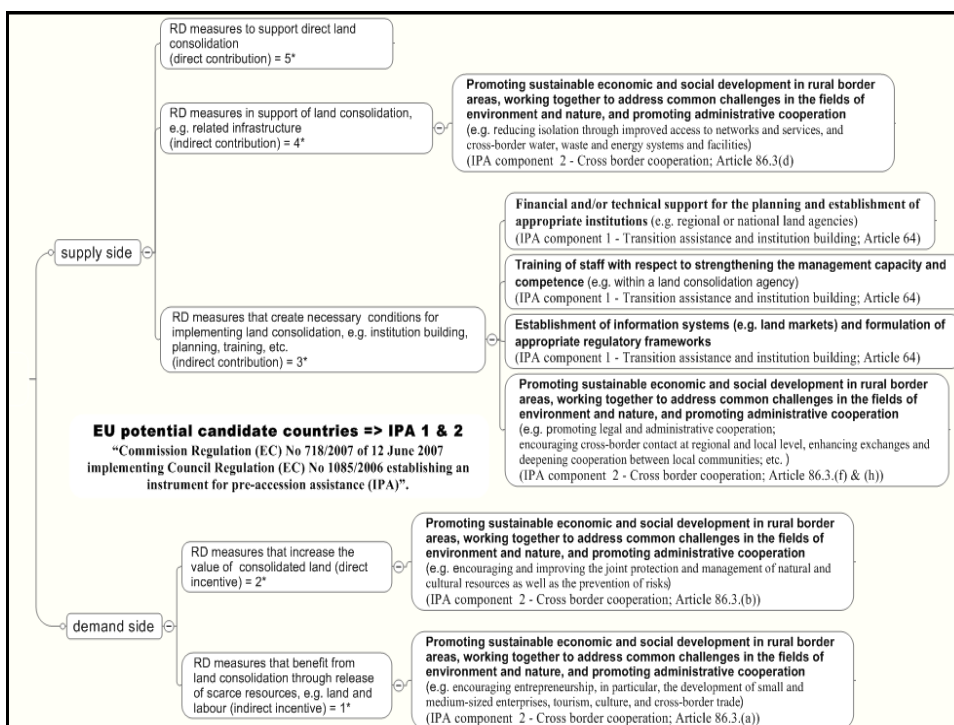 RD measures to support direct land
consolidation
(direct contribution) = 5*
RD measures in support of land consolidation,
e.g. related infrastructure
(indirect contribution) = 4*
Promoting sustainable economic and social development in rural border
areas, working together to address common challenges in the fields of
environment and nature, and promoting administrative cooperation
(e.g. reducing isolation through improved access to networks and services, and
cross-border water, waste and energy systems and facilities)
(IPA component 2 - Cross border cooperation; Article 86.3(d)
supply side
RD measures that create necessary conditions for
implementing land consolidation, e.g. institution building,
planning, training, etc.
(indirect contribution) = 3*
Financial and/or technical support for the planning and establishment of
appropriate institutions (e.g. regional or national land agencies)
(IPA component 1 - Transition assistance and institution building; Article 64)
Training of staff with respect to strengthening the management capacity and
competence (e.g. within a land consolidation agency)
(IPA component 1 - Transition assistance and institution building; Article 64)
Establishment of information systems (e.g. land markets) and formulation of
appropriate regulatory frameworks
(IPA component 1 - Transition assistance and institution building; Article 64)
Promoting sustainable economic and social development in rural border
areas, working together to address common challenges in the fields of
environment and nature, and promoting administrative cooperation
(e.g. promoting legal and administrative cooperation;
encouraging cross-border contact at regional and local level, enhancing exchanges and
deepening cooperation between local communities; etc. )
(IPA component 2 - Cross border cooperation; Article 86.3.(f) & (h))
EU potential candidate countries => IPA 1 & 2
“Commission Regulation (EC) No 718/2007 of 12 June 2007
implementing Council Regulation (EC) No 1085/2006 establishing an
instrument for pre-accession assistance (IPA)”.
demand side
RD measures that increase the
value of consolidated land (direct
incentive) = 2*
Promoting sustainable economic and social development in rural border
areas, working together to address common challenges in the fields of
environment and nature, and promoting administrative cooperation
(e.g. encouraging and improving the joint protection and management of natural and
cultural resources as well as the prevention of risks)
(IPA component 2 - Cross border cooperation; Article 86.3.(b))
RD measures that benefit from
land consolidation through release
of scarce resources, e.g. land and
labour (indirect incentive) = 1*
Promoting sustainable economic and social development in rural border
areas, working together to address common challenges in the fields of
environment and nature, and promoting administrative cooperation
(e.g. encouraging entrepreneurship, in particular, the development of small and
medium-sized enterprises, tourism, culture, and cross-border trade)
(IPA component 2 - Cross border cooperation; Article 86.3.(a))